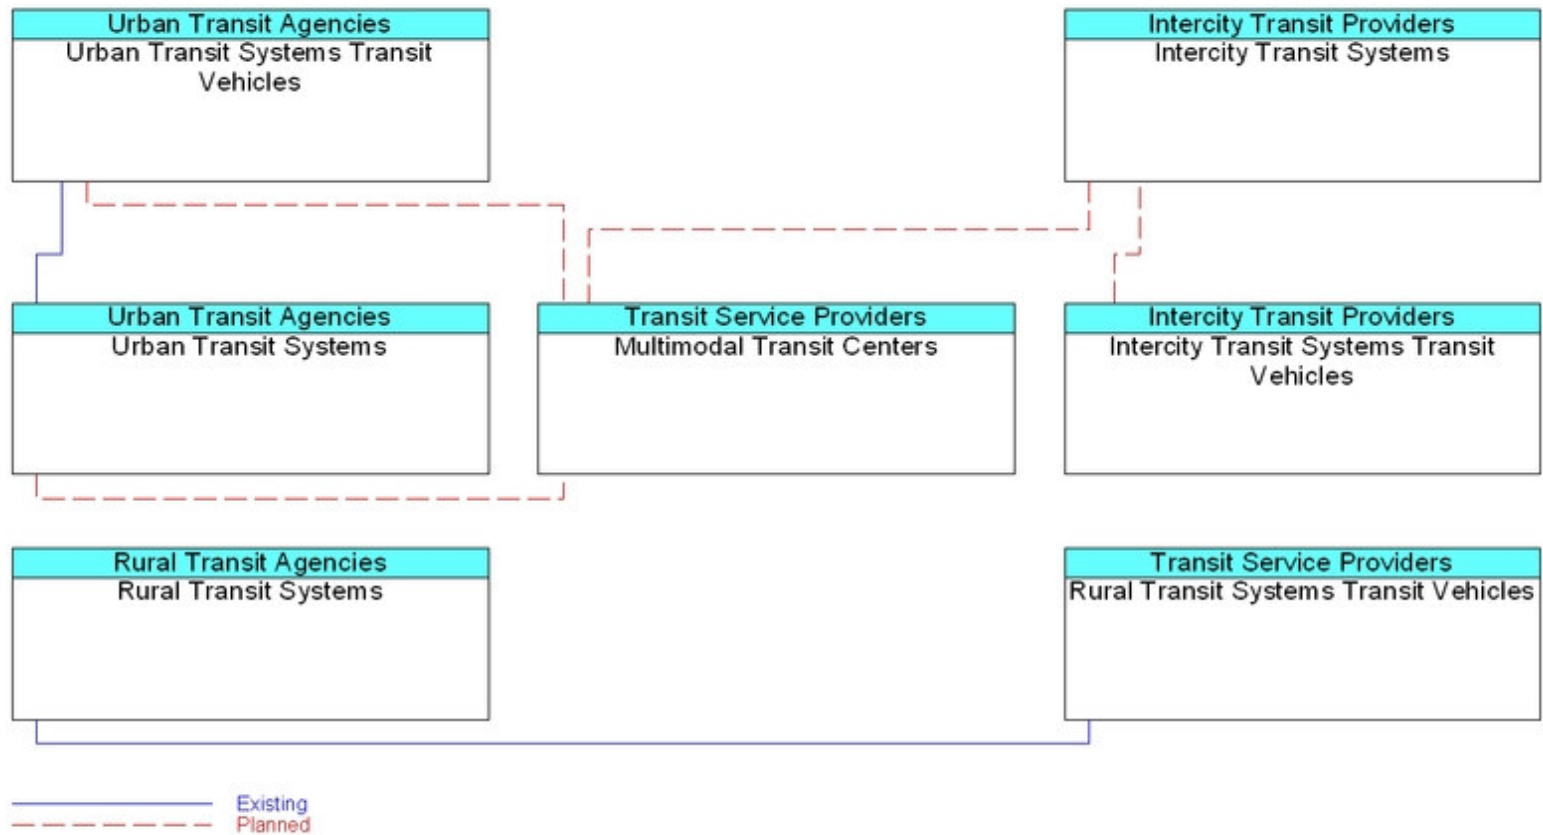 Urban Transit Agencies
Urban Transit Systems Transit
Vehicles
Intercity Transit Providers
Intercity Transit Systems
Urban Transit Agencies
Urban Transit Systems
Transit Service Providers
Multimodal Transit Centers
Intercity Transit Providers
Intercity Transit Systems Transit
Vehicles
Rural Transit Agencies
Rural Transit Systems
Transit Service Providers
Rural Transit Systems Transit Vehicles
Existing
Planned